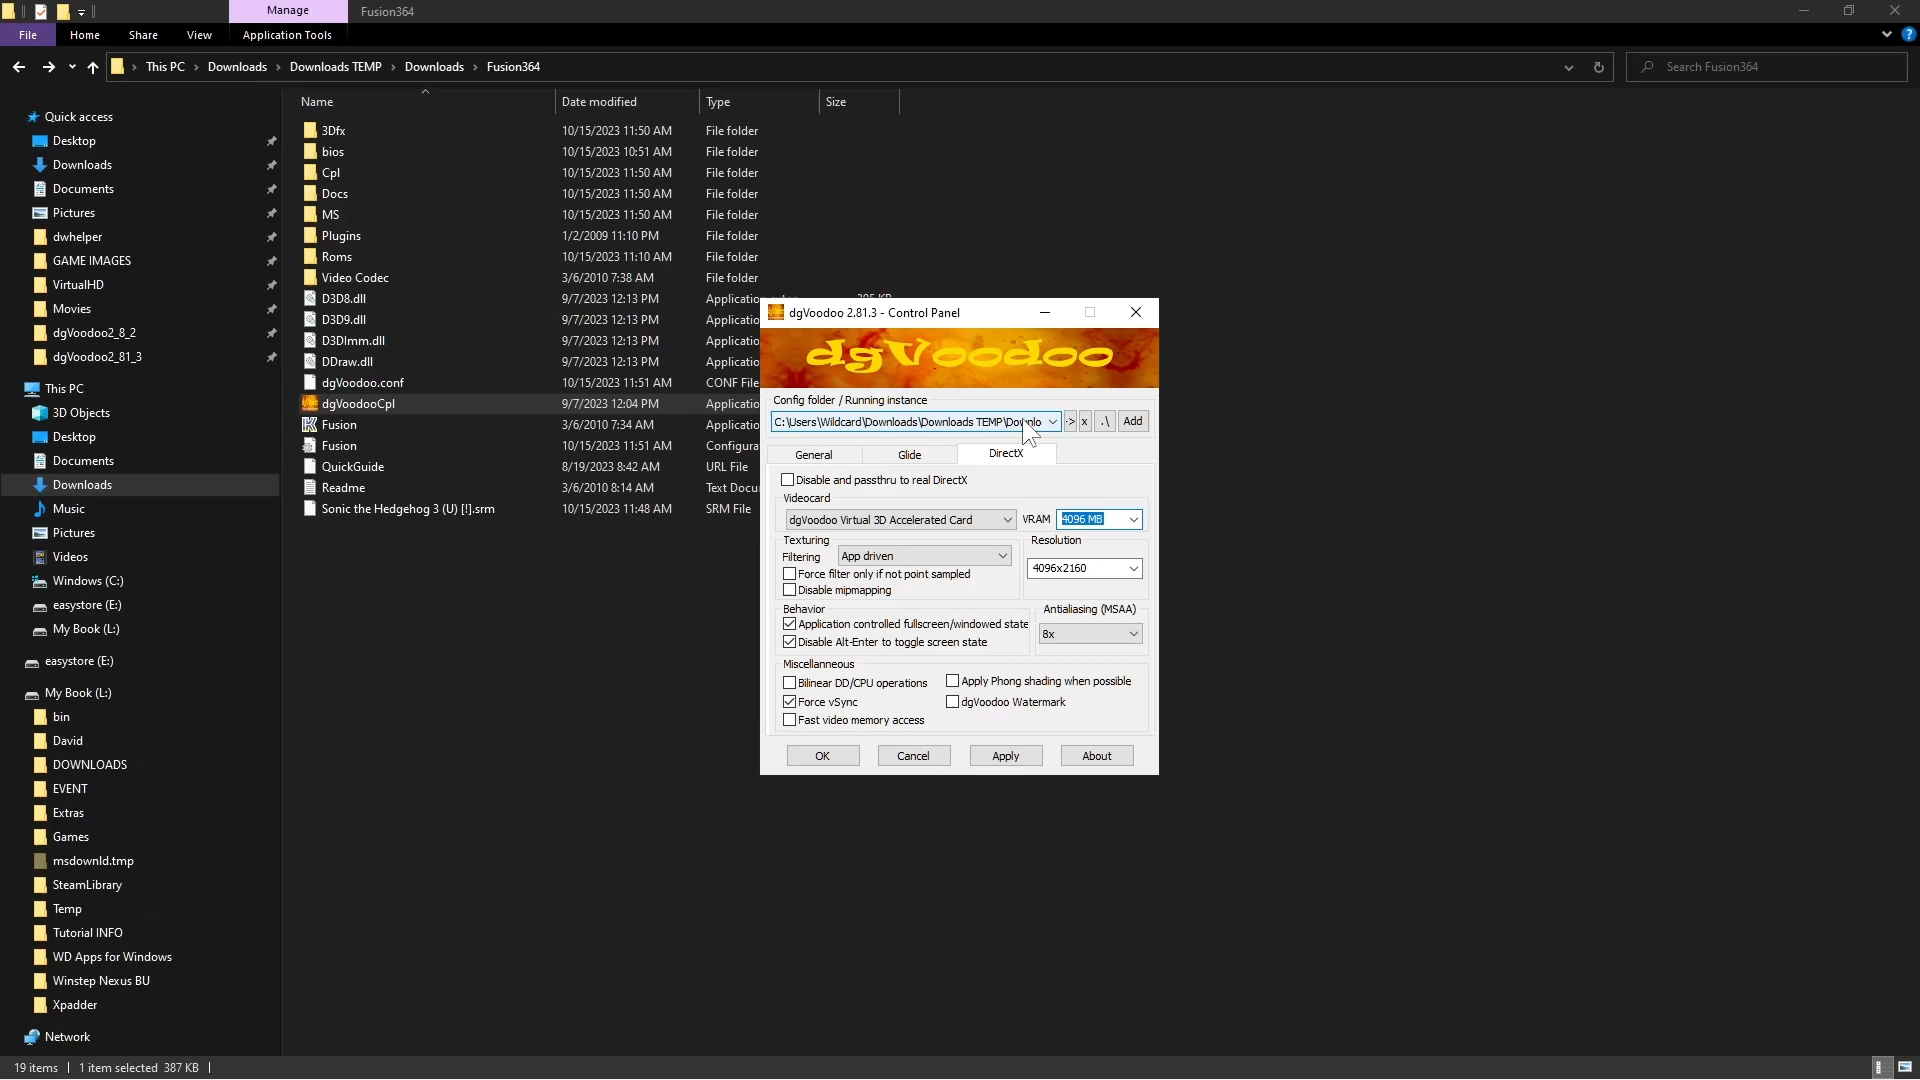 Manage
Fusion364
File
Home
Share
View
Application Tools
This PC
Downloads
Downloads TEMP
Downloads
Fusion364
Search Fusion364
Quick access
Desktop
Downloads
Documents
Pictures
dwhelper
GAME IMAGES
VirtualHD
Movies
dgVoodoo2_8_2
dgVoodoo2_81_3
This PC
3D Objects
Desktop
Documents
Downloads
Music
Pictures
Videos
Windows (C:)
easystore (E:)
My Book (L:)
easystore (E:)
My Book (L:)
bin
David
DOWNLOADS
EVENT
Extras
Games
msdownld.tmp
SteamLibrary
Temp
Tutorial INFO
WD Apps for Windows
Winstep Nexus BU
Xpadder
Network
Name Date modified Type Size
3Dfx 10/15/2023 11:50 AM File folder
bios 10/15/2023 10:51 AM File folder
Cpl 10/15/2023 11:50 AM File folder
Docs 10/15/2023 11:50 AM File folder
MS 10/15/2023 11:50 AM File folder
Plugins 1/2/2009 11:10 PM File folder
Roms 10/15/2023 11:10 AM File folder
Video Codec 3/6/2010 7:38 AM File folder
D3D8.dll 9/7/2023 12:13 PM Application
D3D9.dll 9/7/2023 12:13 PM Applicatio
D3DImm.dll 9/7/2023 12:13 PM Applicatio
DDraw.dll 9/7/2023 12:13 PM Applicatio
dgVoodoo.conf 10/15/2023 11:51 AM CONF File
dgVoodooCpl 9/7/2023 12:04 PM Applicatio
Fusion 3/6/2010 7:34 AM Applicatio
Fusion 10/15/2023 11:51 AM Configura
QuickGuide 8/19/2023 8:42 AM URL File
Readme 3/6/2010 8:14 AM Text Docu
Sonic the Hedgehog 3 (U) [!].srm 10/15/2023 11:48 AM SRM File
dgVoodoo 2.81.3 - Control Panel
dgVoodoo
Config folder / Running instance
C:\Users\Wildcard\Downloads\Downloads TEMP\Downlo
->
x
.\
Add
General
Glide
DirectX
Disable and passthru to real DirectX
Videocard
dgVoodoo Virtual 3D Accelerated Card VRAM 4096 MB
Texturing
Filtering App driven
Force filter only if not point sampled
Disable mipmapping
Resolution
4096x2160
Behavior
Application controlled fullscreen/windowed state
Disable Alt-Enter to toggle screen state
Antialiasing (MSAA)
8x
Miscellaneous
Bilinear DD/CPU operations
Apply Phong shading when possible
Force vSync
dgVoodoo Watermark
Fast video memory access
OK
Cancel
Apply
About
19 items 1 item selected 387 KB